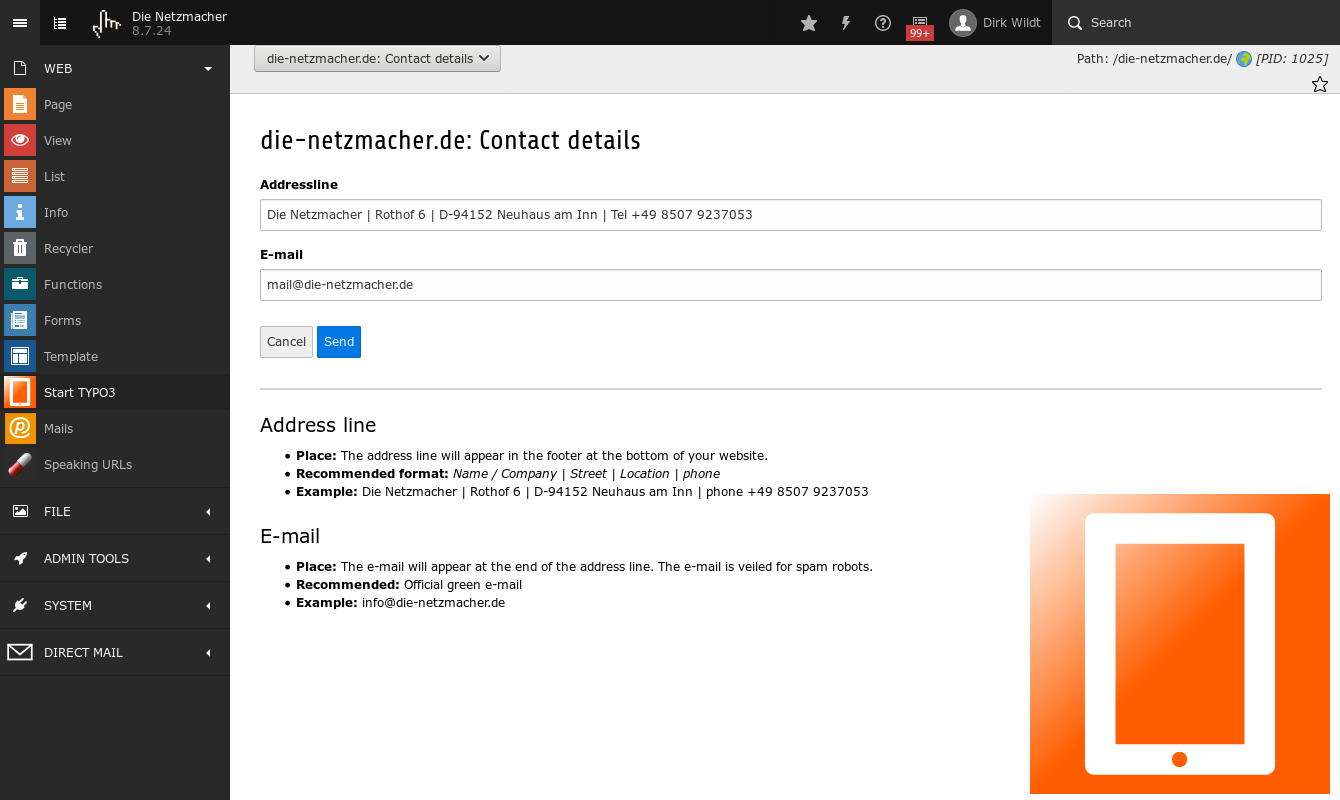 Die Netzmacher
8.7.24
99+
Dirk Wildt
Search
WEB
Page
View
List
Info
Recycler
Functions
Forms
Template
Start TYPO3
Mails
Speaking URLs
FILE
ADMIN TOOLS
SYSTEM
DIRECT MAIL
die-netzmacher.de: Contact details
Path: /die-netzmacher.de/ [PID: 1025]
die-netzmacher.de: Contact details
Addressline
Die Netzmacher | Rothof 6 | D-94152 Neuhaus am Inn | Tel +49 8507 9237053
E-mail
mail@die-netzmacher.de
Cancel Send
Address line
• Place: The address line will appear in the footer at the bottom of your website.
• Recommended format: Name / Company | Street | Location | phone
• Example: Die Netzmacher | Rothof 6 | D-94152 Neuhaus am Inn | phone +49 8507 9237053
E-mail
• Place: The e-mail will appear at the end of the address line. The e-mail is veiled for spam robots.
• Recommended: Official green e-mail
• Example: info@die-netzmacher.de